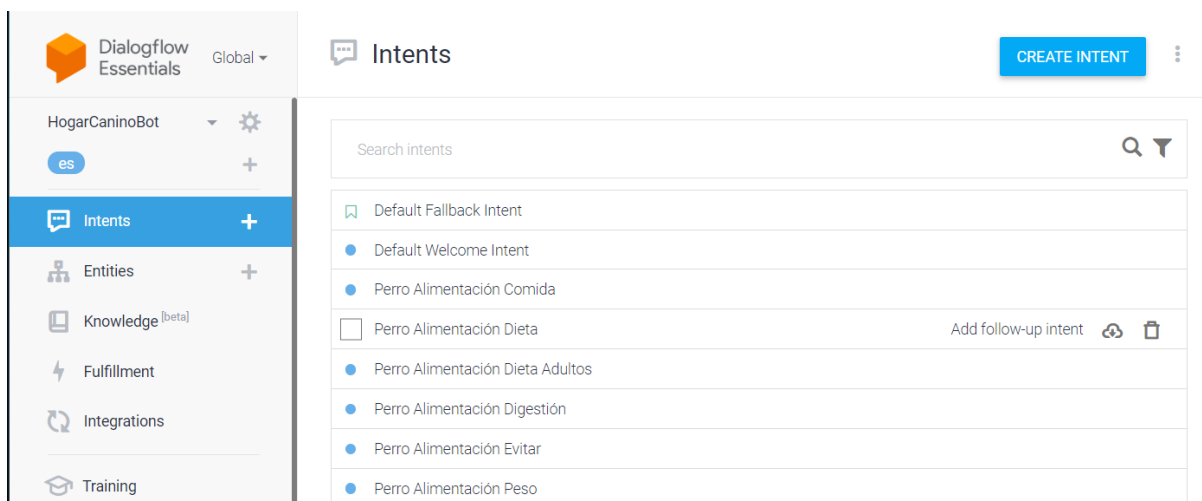 Dialogflow
Essentials
Global
HogarCaninoBot
es
Intents
Entities
Knowledge [beta]
Fulfillment
Integrations
Training
Intents
CREATE INTENT
Search intents
Default Fallback Intent
Default Welcome Intent
Perro Alimentación Comida
Perro Alimentación Dieta
Add follow-up intent
Perro Alimentación Dieta Adultos
Perro Alimentación Digestión
Perro Alimentación Evitar
Perro Alimentación Peso